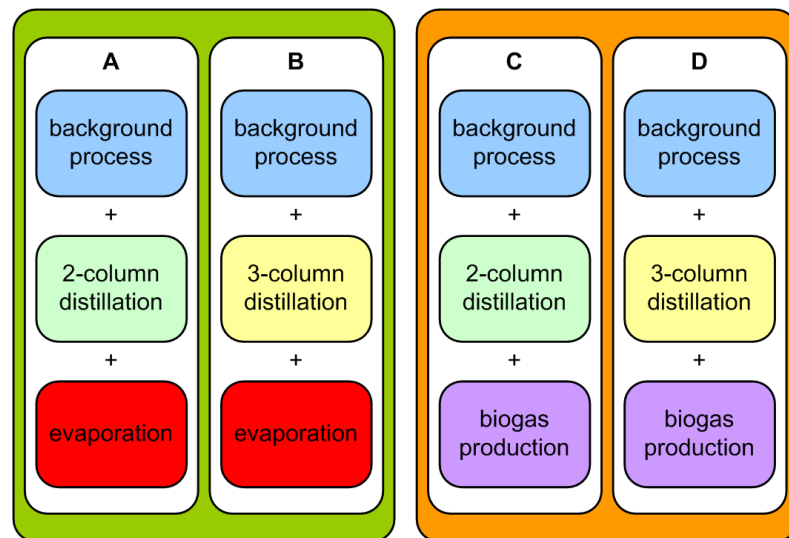 A
background
process
+
2-column
distillation
+
evaporation
B
background
process
+
3-column
distillation
+
evaporation
C
background
process
+
2-column
distillation
+
biogas
production
D
background
process
+
3-column
distillation
+
biogas
production